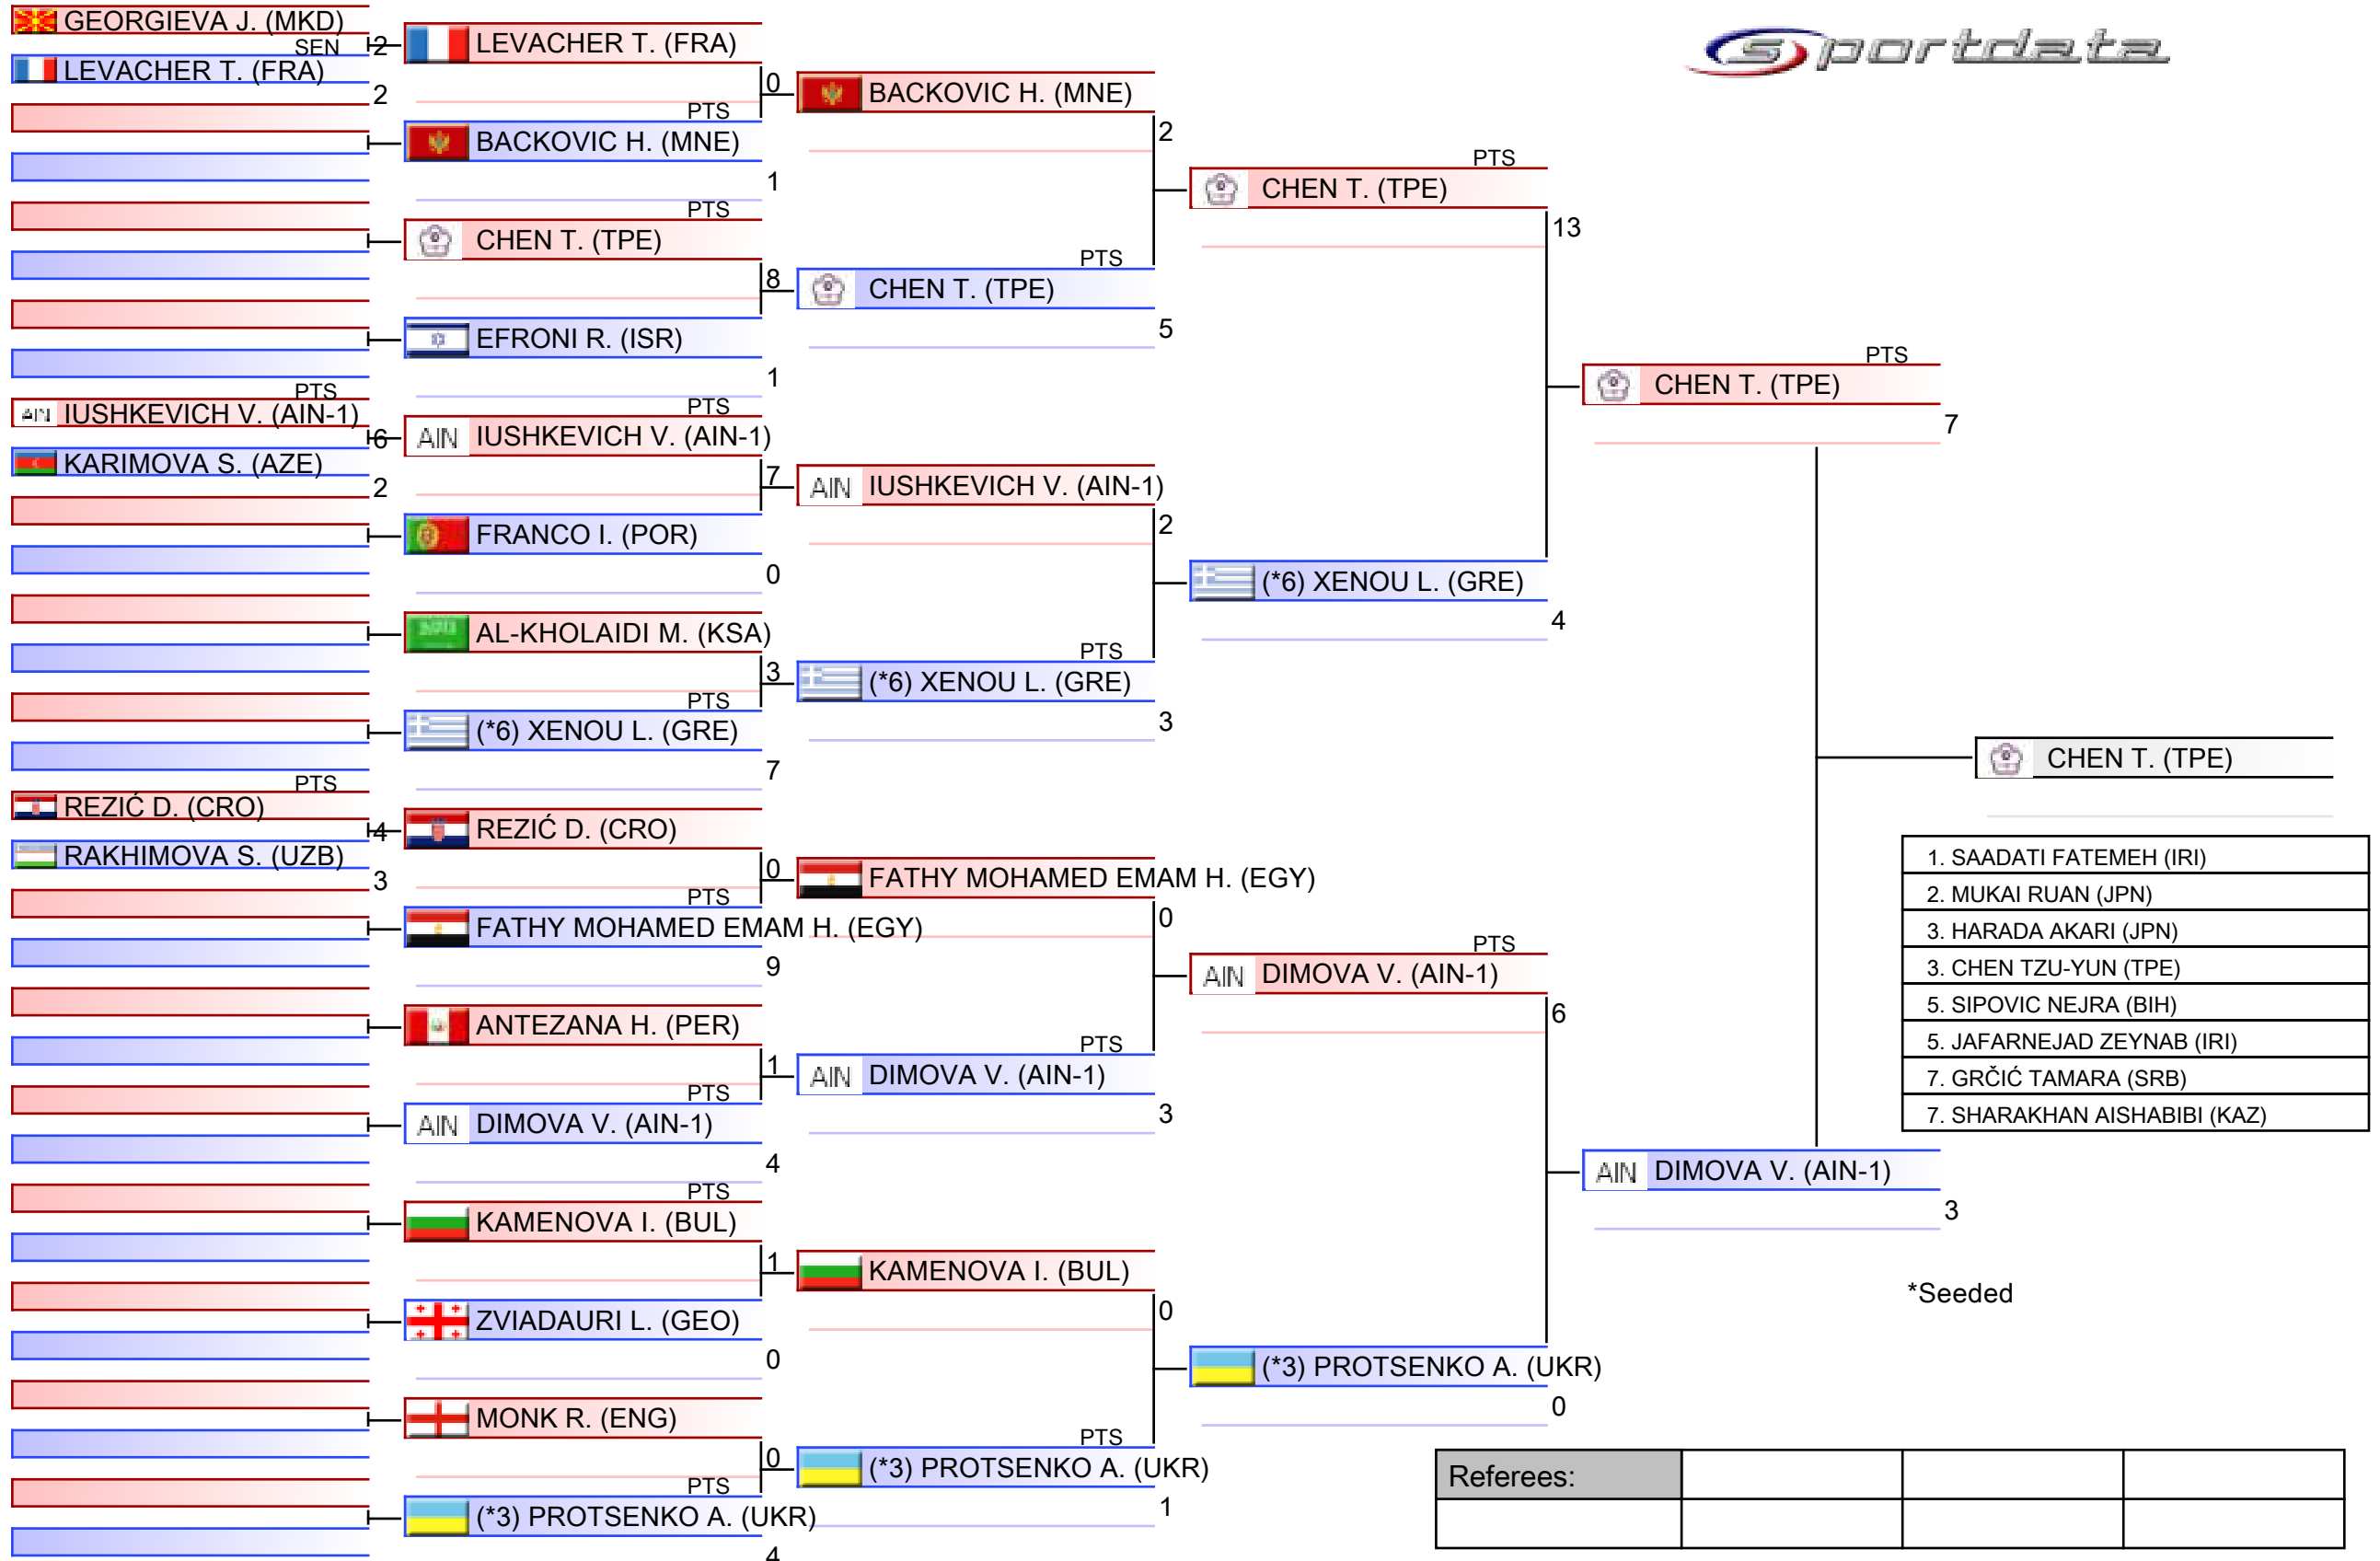 sportdata
GEORGIEVA J. (MKD)
SEN
2
LEVACHER T. (FRA)
2
PTS
IUSHKEVICH V. (AIN-1)
6
KARIMOVA S. (AZE)
2
PTS
REZIĆ D. (CRO)
4
RAKHIMOVA S. (UZB)
3
LEVACHER T. (FRA)
0
PTS
BACKOVIC H. (MNE)
1
PTS
CHEN T. (TPE)
8
EFRONI R. (ISR)
1
PTS
AIN IUSHKEVICH V. (AIN-1)
7
FRANCO I. (POR)
0
AL-KHOLAIDI M. (KSA)
3
PTS
(*6) XENOU L. (GRE)
7
REZIĆ D. (CRO)
0
PTS
FATHY MOHAMED EMAM H. (EGY)
9
ANTEZANA H. (PER)
1
PTS
AIN DIMOVA V. (AIN-1)
4
PTS
KAMENOVA I. (BUL)
1
ZVIADAURI L. (GEO)
0
MONK R. (ENG)
0
PTS
(*3) PROTSENKO A. (UKR)
4
BACKOVIC H. (MNE)
2
PTS
CHEN T. (TPE)
5
AIN IUSHKEVICH V. (AIN-1)
2
PTS
(*6) XENOU L. (GRE)
3
FATHY MOHAMED EMAM H. (EGY)
0
PTS
AIN DIMOVA V. (AIN-1)
3
KAMENOVA I. (BUL)
0
PTS
(*3) PROTSENKO A. (UKR)
1
PTS
CHEN T. (TPE)
13
(*6) XENOU L. (GRE)
4
PTS
AIN DIMOVA V. (AIN-1)
6
(*3) PROTSENKO A. (UKR)
0
PTS
CHEN T. (TPE)
7
AIN DIMOVA V. (AIN-1)
3
CHEN T. (TPE)
1. SAADATI FATEMEH (IRI)
2. MUKAI RUAN (JPN)
3. HARADA AKARI (JPN)
3. CHEN TZU-YUN (TPE)
5. SIPOVIC NEJRA (BIH)
5. JAFARNEJAD ZEYNAB (IRI)
7. GRČIĆ TAMARA (SRB)
7. SHARAKHAN AISHABIBI (KAZ)
*Seeded
Referees: